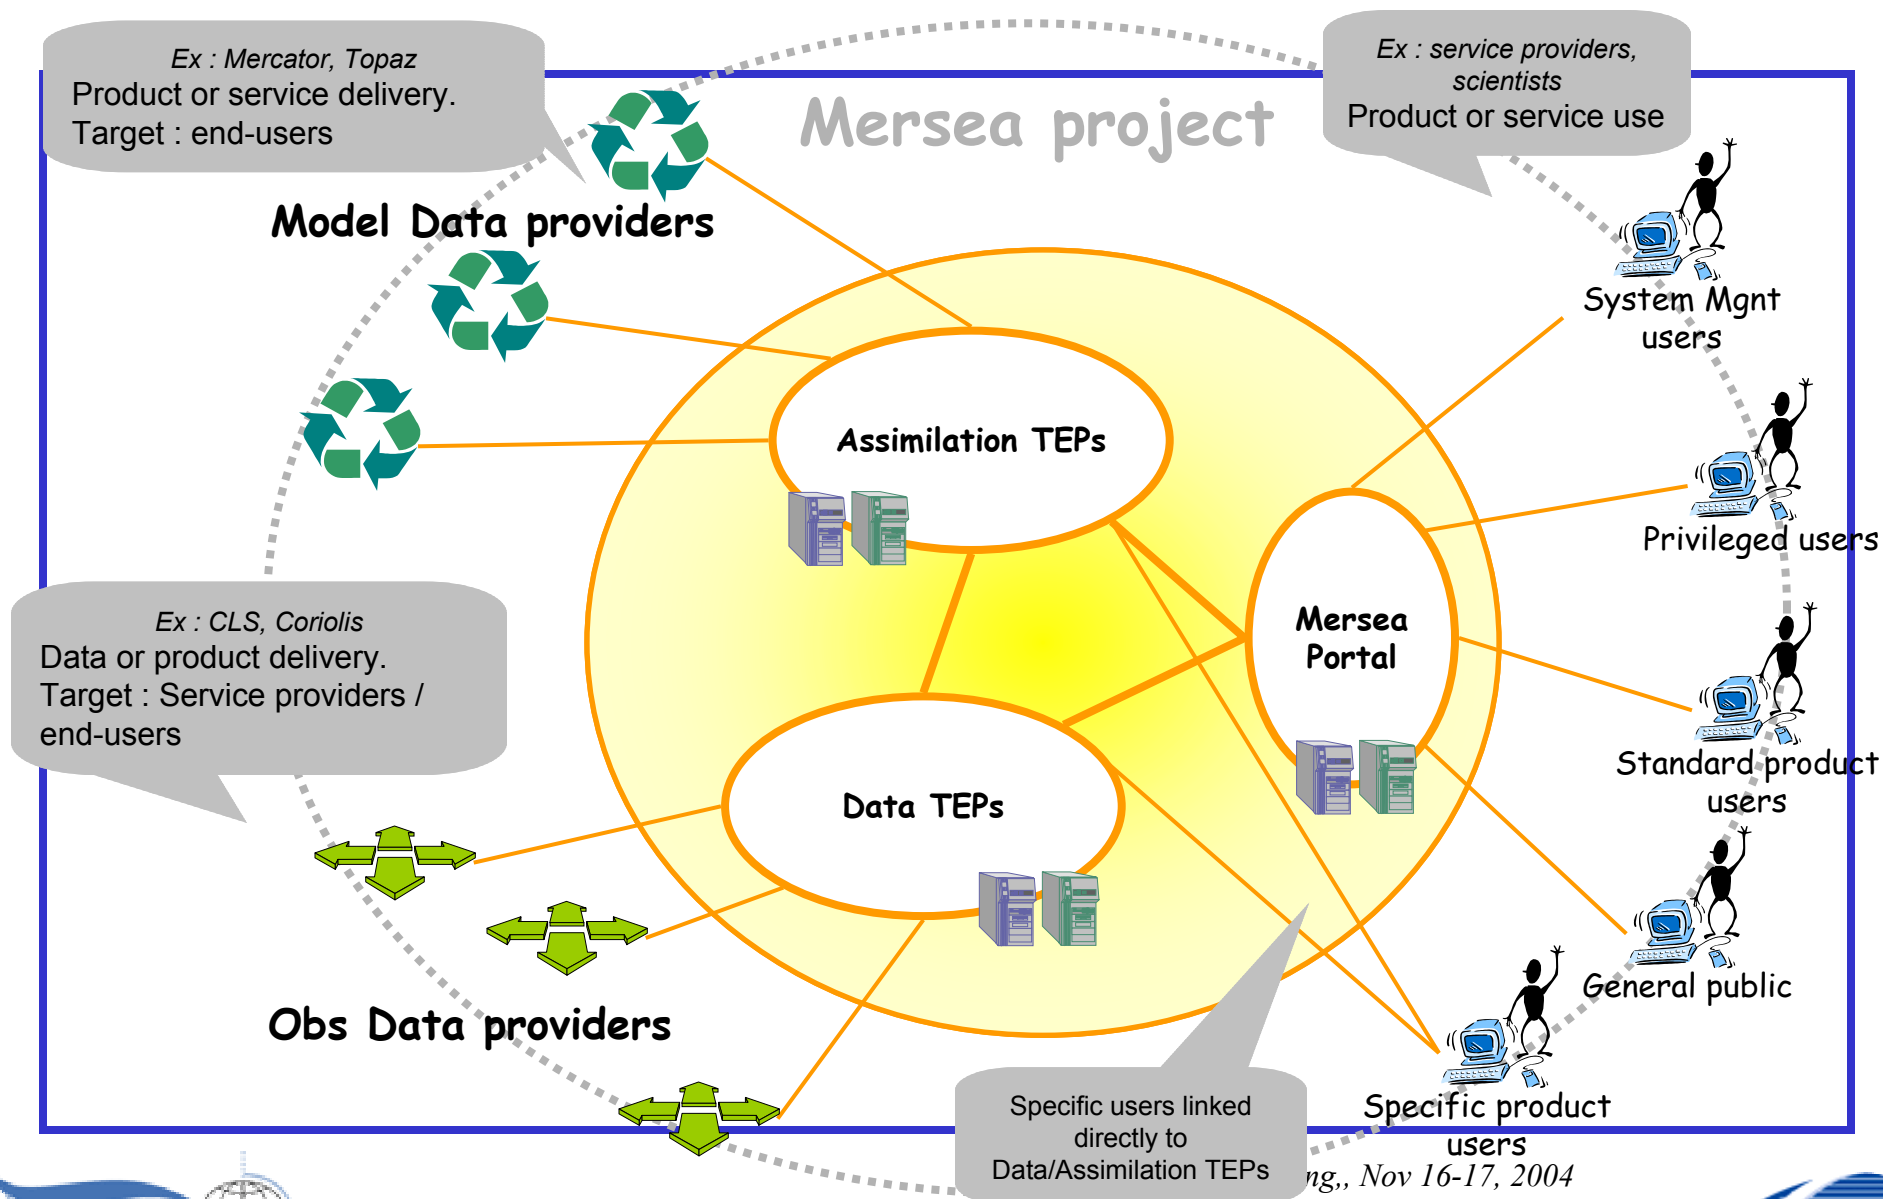 Ex : Mercator, Topaz
Product or service delivery.
Target : end-users
Mersea project
Ex : service providers,
scientists
Product or service use
Model Data providers
System Mgnt
users
Assimilation TEPs
Privileged users
Ex : CLS, Coriolis
Data or product delivery.
Target : Service providers /
end-users
Mersea
Portal
Standard product
users
Data TEPs
General public
Obs Data providers
Specific users linked
directly to
Data/Assimilation TEPs
Specific product
users
Nov 16-17, 2004